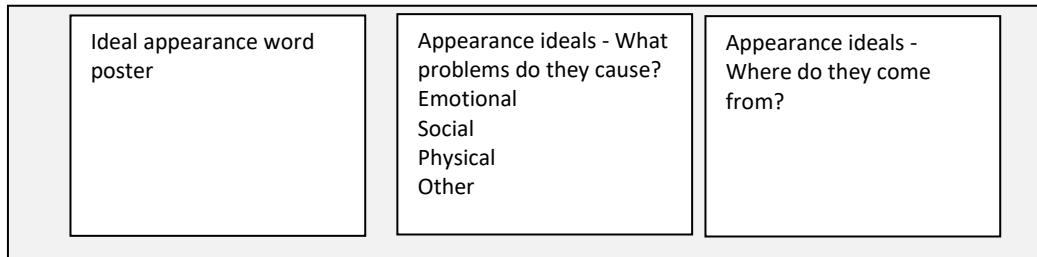 Ideal appearance word
poster
Appearance ideals - What
problems do they cause?
Emotional
Social
Physical
Other
Appearance ideals -
Where do they come
from?